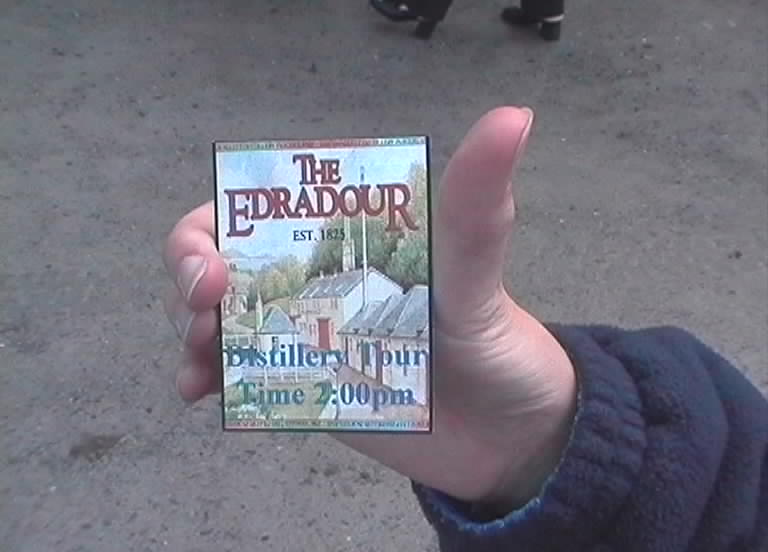 THE
EDRADOUR
EST. 1825
Distillery Tour
Time 2:00pm